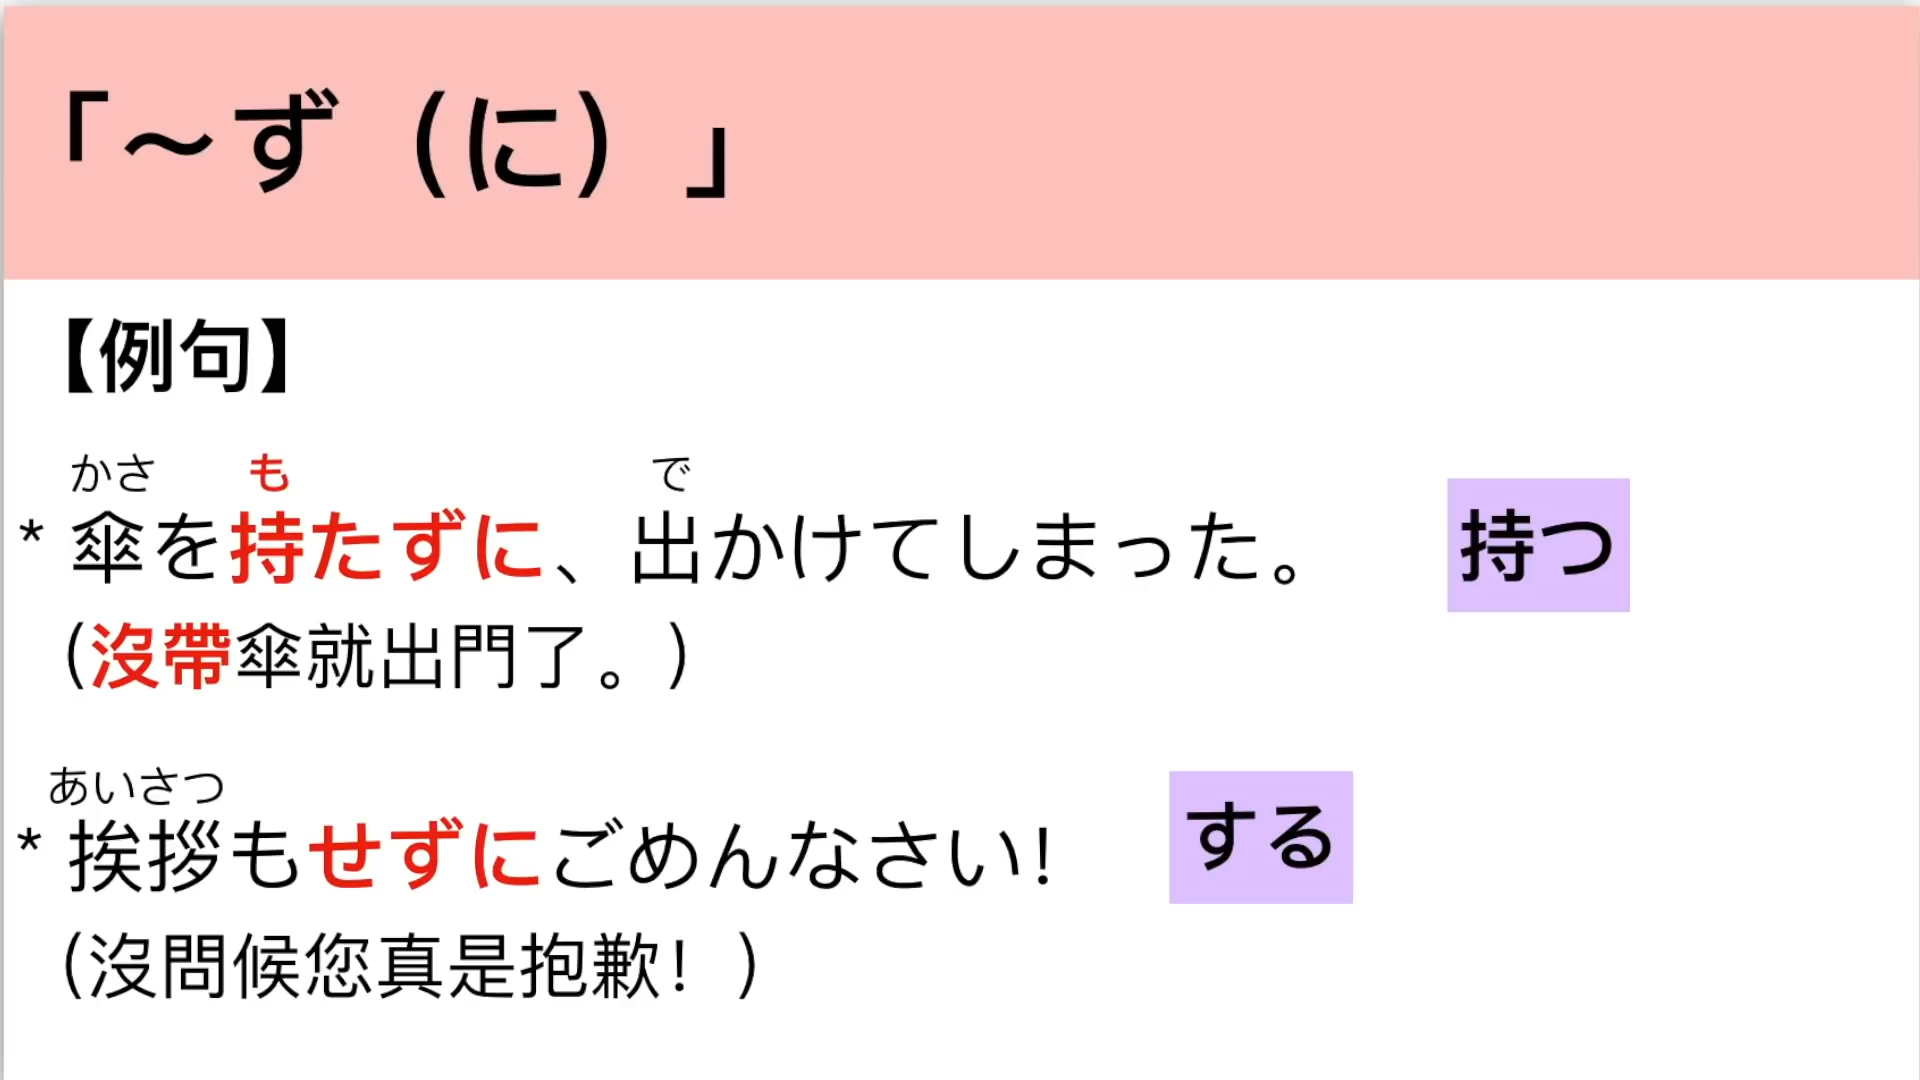 「～ず（に）」
【例句】
かさ も で
* 傘を持たずに、出かけてしまった。 持つ
（沒帶傘就出門了。）
あいさつ
* 挨拶もせずにごめんなさい！ する
（沒問候您真是抱歉！）